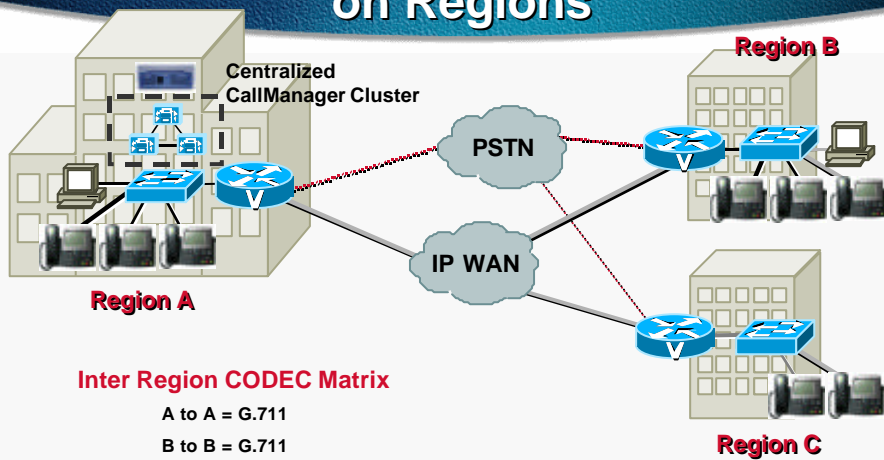 on Regions
Region B
Centralized
CallManager Cluster
PSTN
V
V
IP WAN
Region A
V
Inter Region CODEC Matrix
A to A = G.711
B to B = G.711
Region C